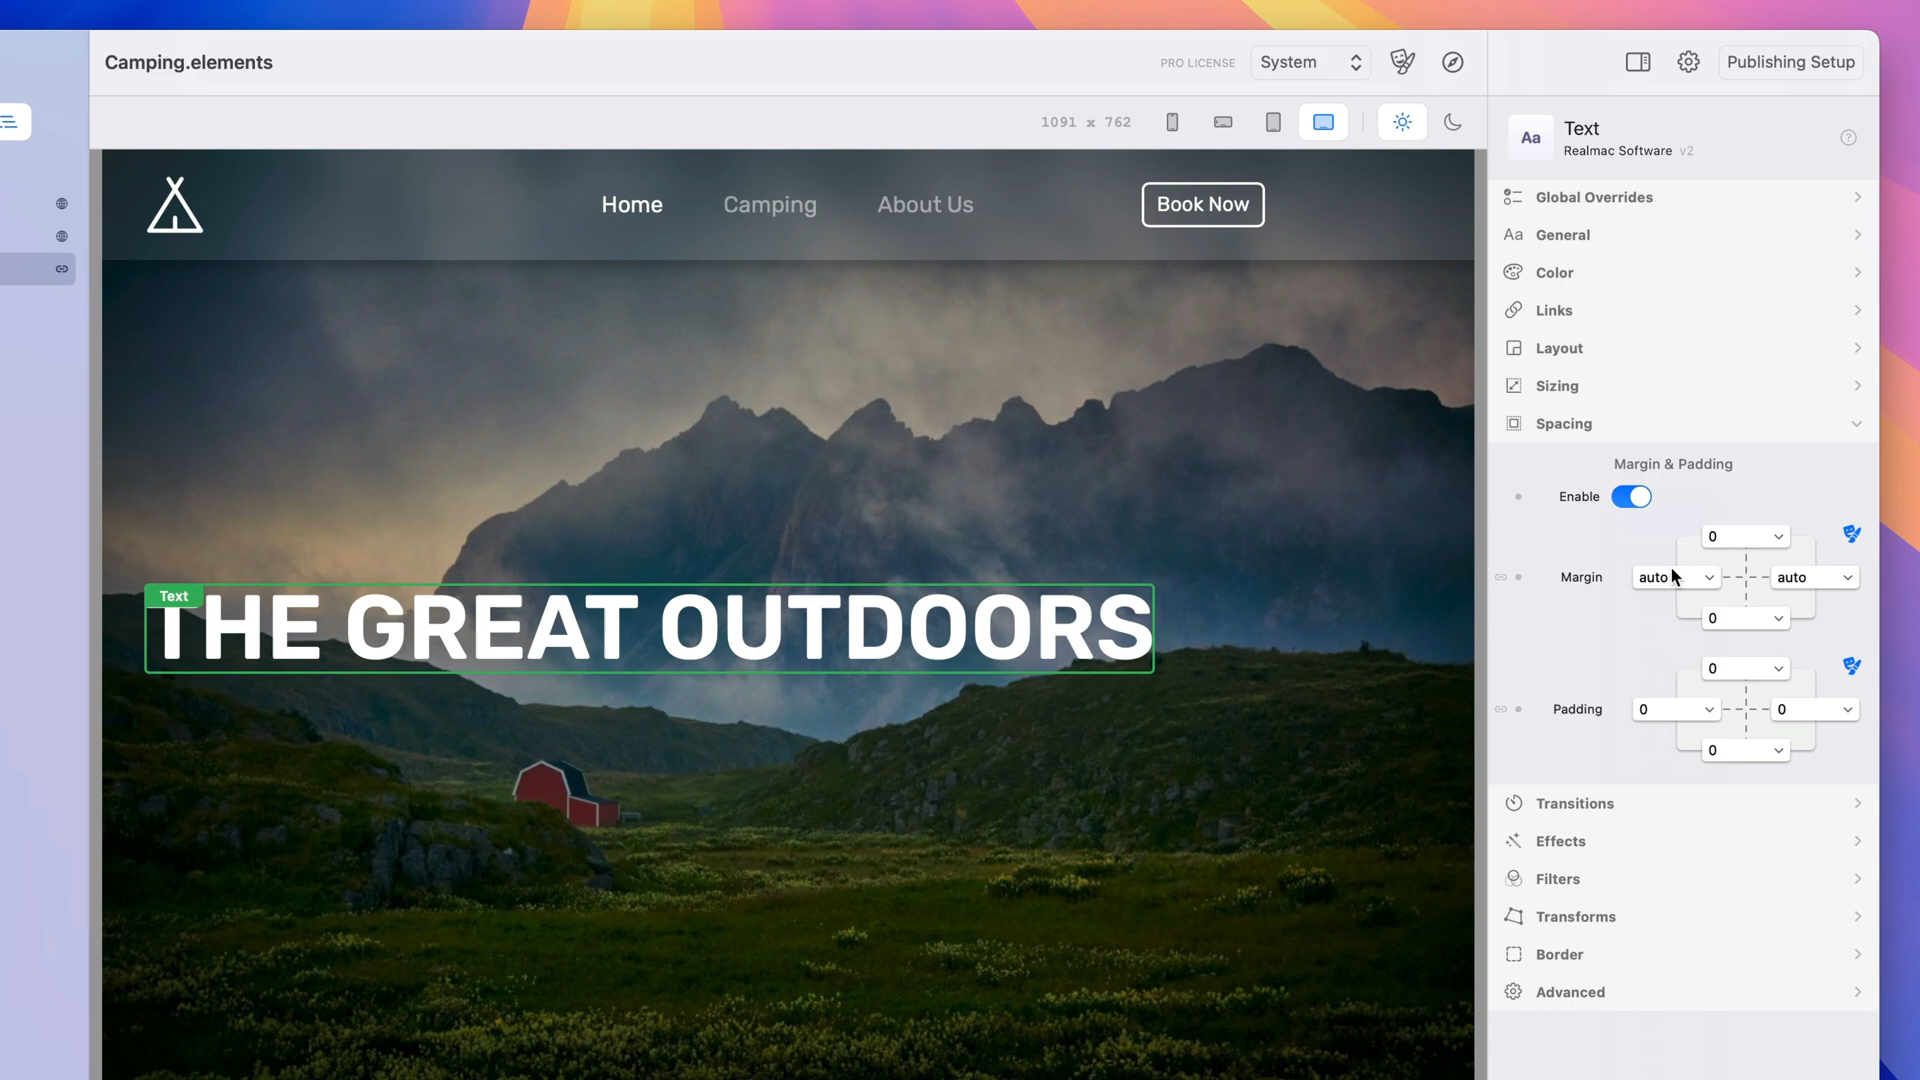 Camping.elements
PRO LICENSE
System
Publishing Setup
1091 x 762
Aa
Text
Realmac Software v2
?
Home
Camping
About Us
Book Now
Text
THE GREAT OUTDOORS
Global Overrides
Aa General
Color
Links
Layout
Sizing
Spacing
Margin & Padding
Enable
0
Margin
auto
auto
0
0
Padding
0
0
0
Transitions
Effects
Filters
Transforms
Border
Advanced